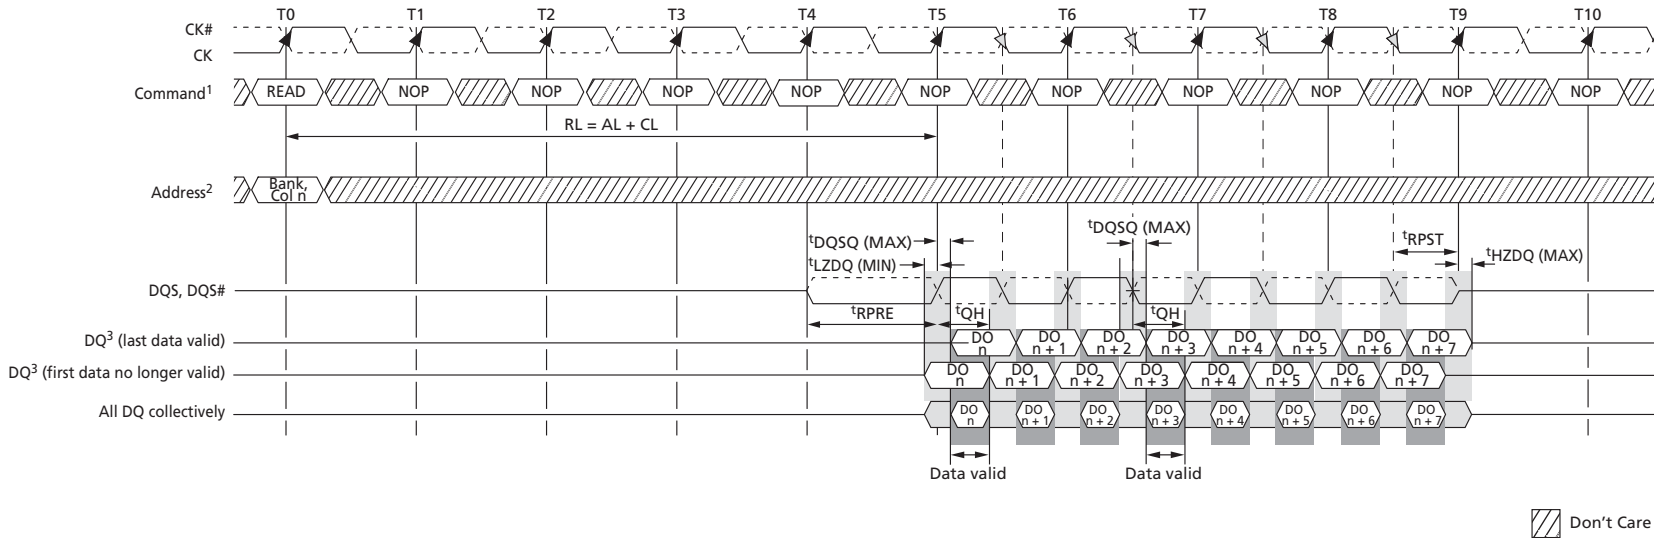 T0 T1 T2 T3 T4 T5 T6 T7 T8 T9 T10
CK#
CK
Command1 READ NOP NOP NOP NOP NOP NOP NOP NOP NOP NOP
RL = AL + CL
Address2 Bank,
Col n
tDQSQ (MAX) tDQSQ (MAX) tRPST
tLZDQ (MIN) tHZDQ (MAX)
DQS, DQS#
tRPRE tQH tQH
DQ3 (last data valid) DO n DO n + 1 DO n + 2 DO n + 3 DO n + 4 DO n + 5 DO n + 6 DO n + 7
DQ3 (first data no longer valid) DO n DO n + 1 DO n + 2 DO n + 3 DO n + 4 DO n + 5 DO n + 6 DO n + 7
All DQ collectively DO n DO n + 1 DO n + 2 DO n + 3 DO n + 4 DO n + 5 DO n + 6 DO n + 7
Data valid Data valid
Don't Care